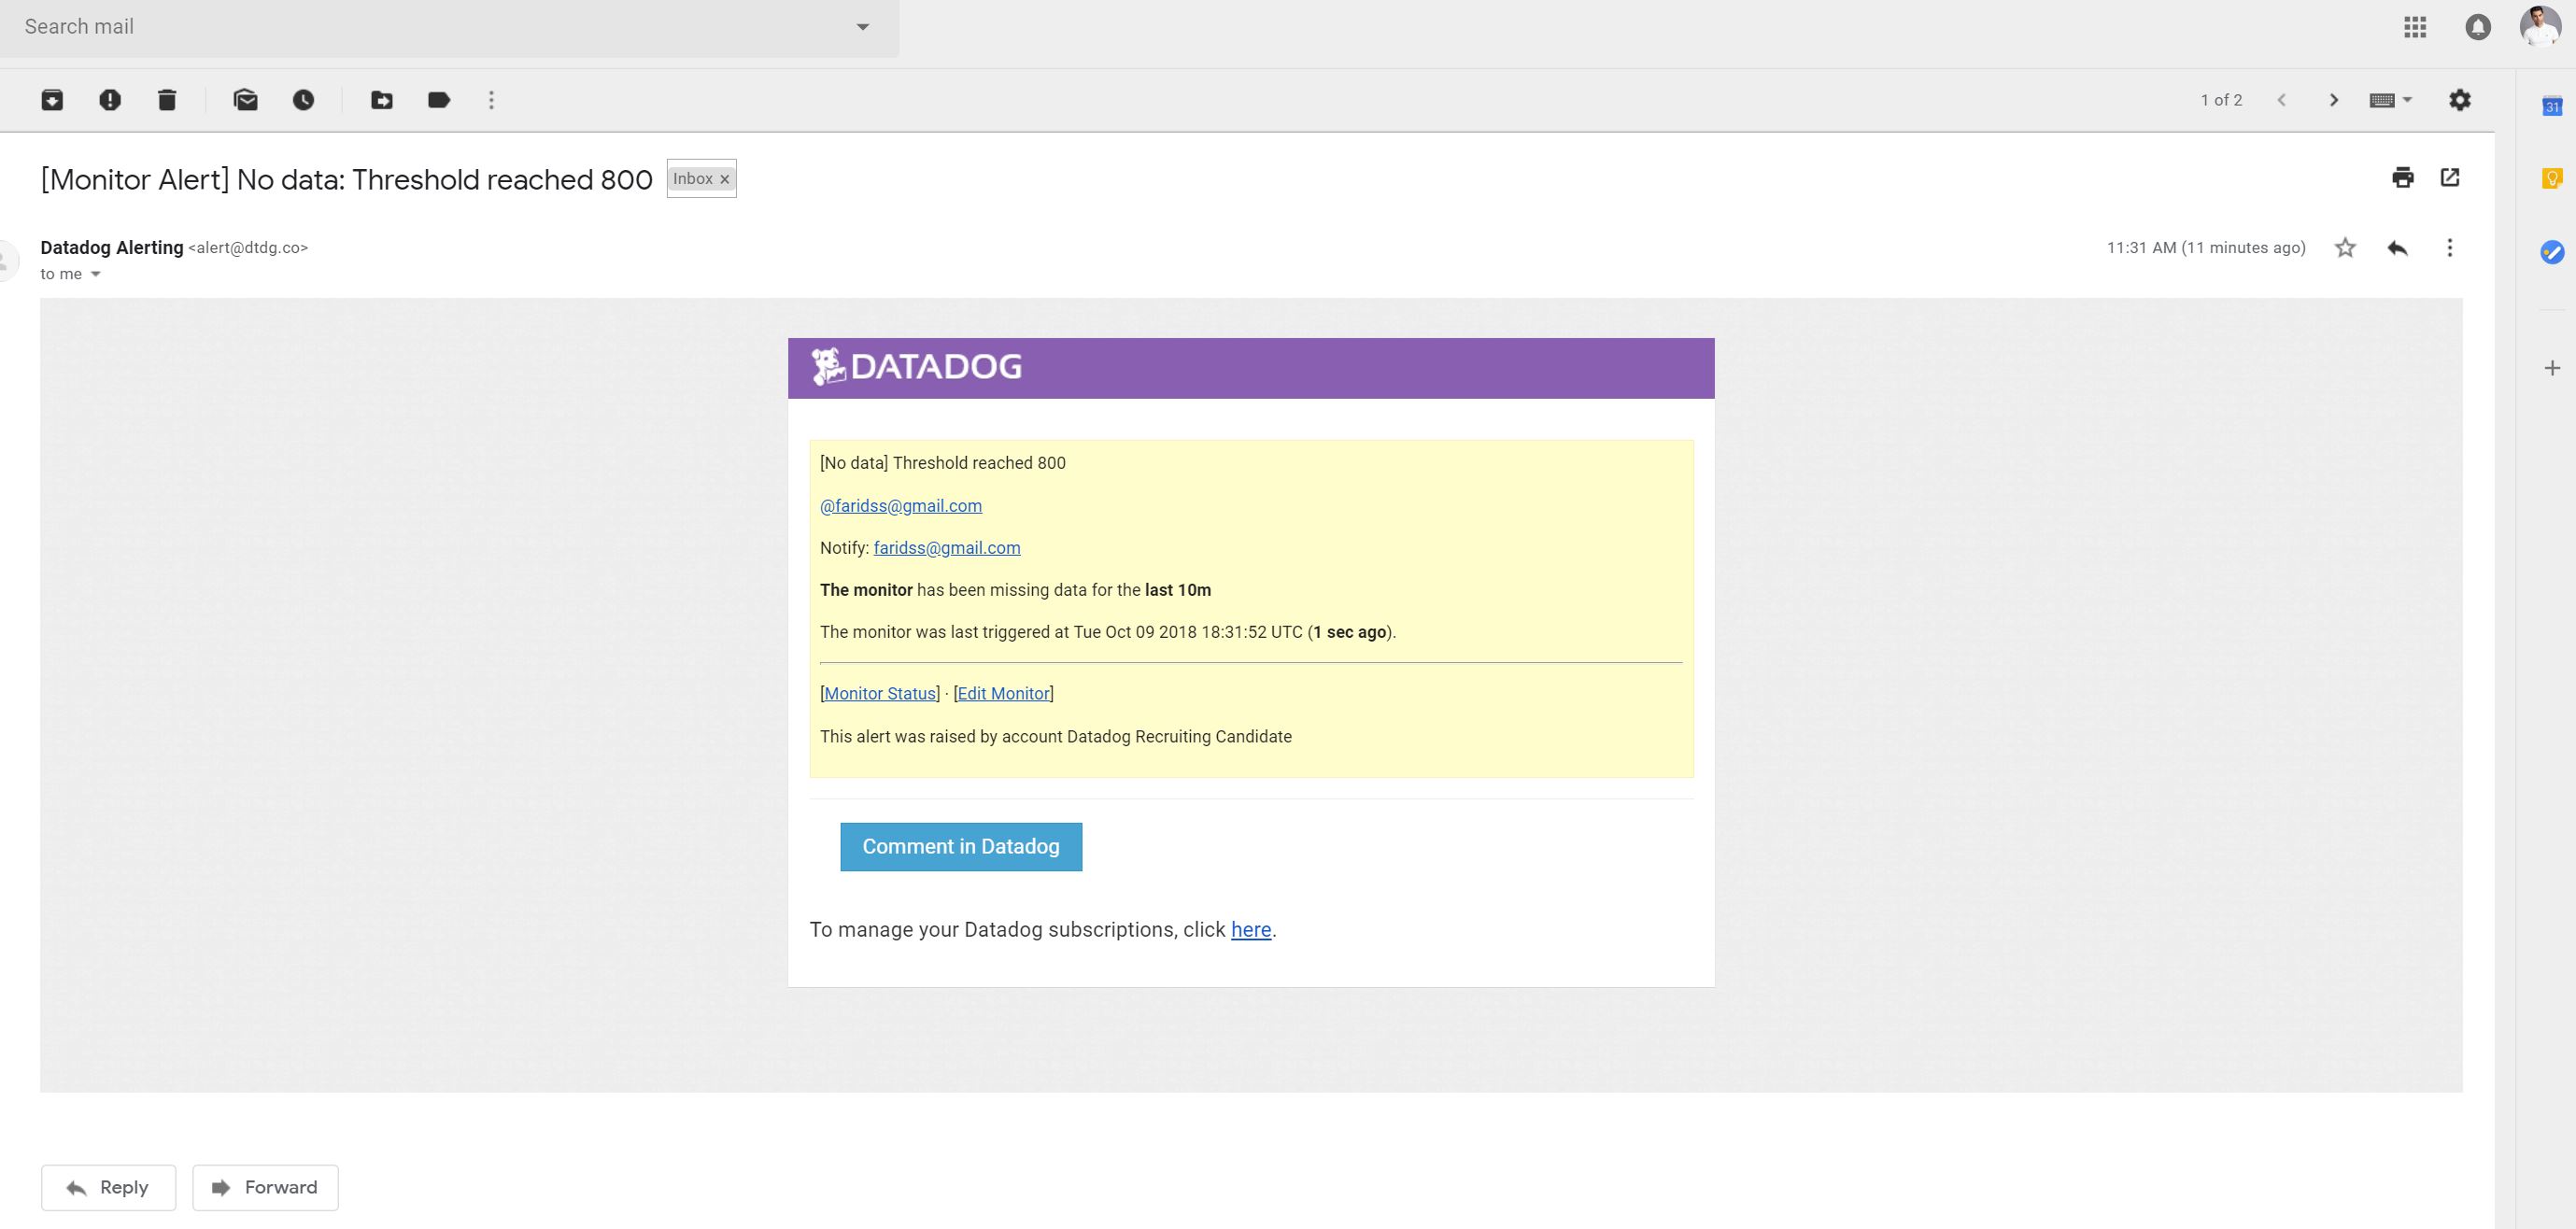 Search mail
1 of 2
31
[Monitor Alert] No data: Threshold reached 800 Inbox x
Datadog Alerting <alert@dtdg.co> 11:31 AM (11 minutes ago)
to me
DATADOG
[No data] Threshold reached 800
@faridss@gmail.com
Notify: faridss@gmail.com
The monitor has been missing data for the last 10m
The monitor was last triggered at Tue Oct 09 2018 18:31:52 UTC (1 sec ago).
[Monitor Status] · [Edit Monitor]
This alert was raised by account Datadog Recruiting Candidate
Comment in Datadog
To manage your Datadog subscriptions, click here.
Reply Forward